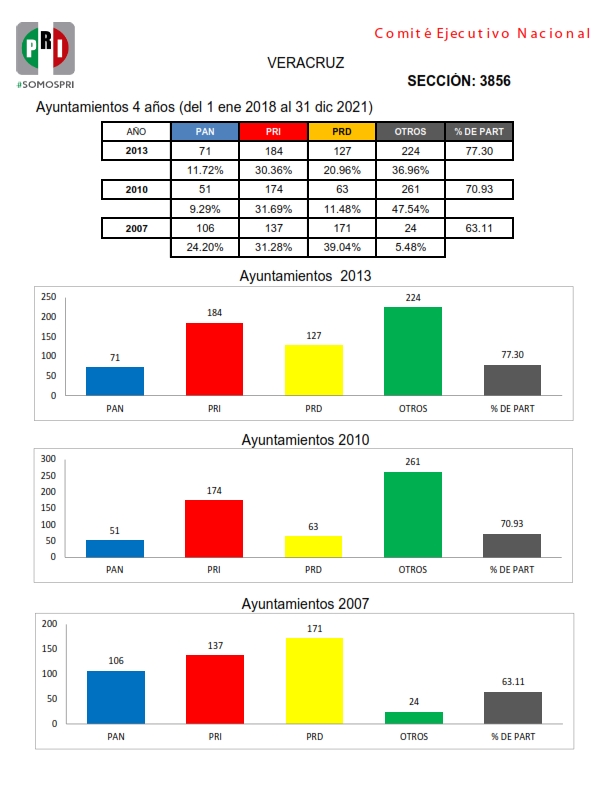 Comité Ejecutivo Nacional
PRI
#SOMOSPRI
VERACRUZ
SECCIÓN: 3856
Ayuntamientos 4 años (del 1 ene 2018 al 31 dic 2021)
AÑO PAN PRI PRD OTROS % DE PART
2013 71 184 127 224 77.30
11.72% 30.36% 20.96% 36.96%
2010 51 174 63 261 70.93
9.29% 31.69% 11.48% 47.54%
2007 106 137 171 24 63.11
24.20% 31.28% 39.04% 5.48%
Ayuntamientos 2013
250
200
150
100
50
0
71 184 127 224 77.30
PAN PRI PRD OTROS % DE PART
Ayuntamientos 2010
300
250
200
150
100
50
0
51 174 63 261 70.93
PAN PRI PRD OTROS % DE PART
Ayuntamientos 2007
200
150
100
50
0
106 137 171 24 63.11
PAN PRI PRD OTROS % DE PART